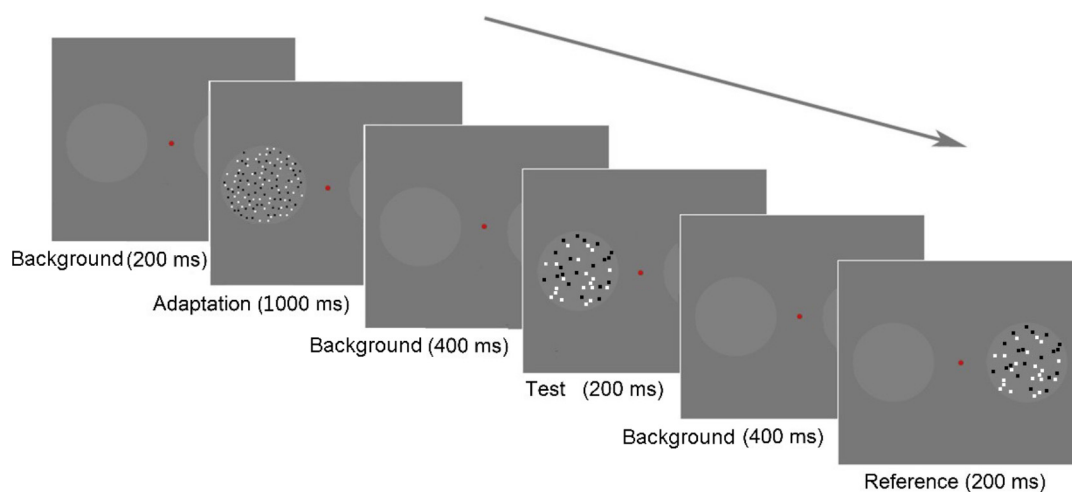 Background (200 ms)
Adaptation (1000 ms)
Background (400 ms)
Test (200 ms)
Background (400 ms)
Reference (200 ms)